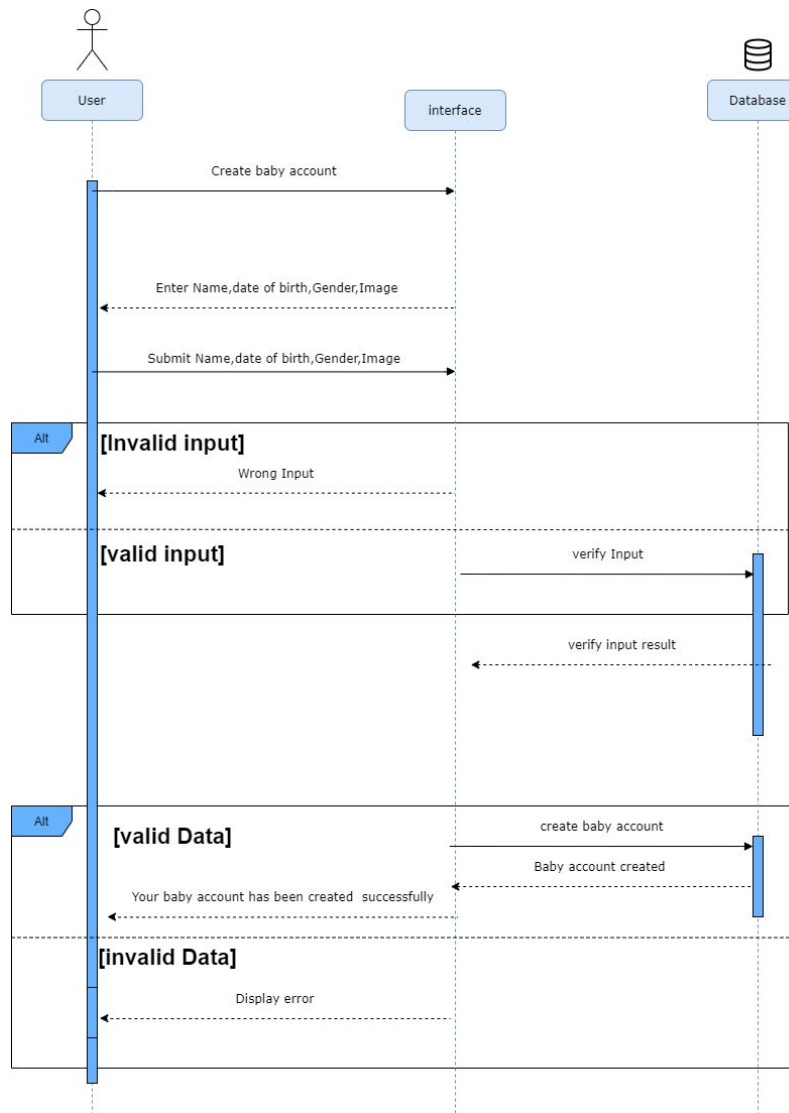 User
interface
Database
Create baby account
Enter Name,date of birth,Gender,Image
Submit Name,date of birth,Gender,Image
Alt
[Invalid input]
Wrong Input
[valid input]
verify Input
verify input result
Alt
[valid Data]
create baby account
Baby account created
Your baby account has been created  successfully
[invalid Data]
Display error